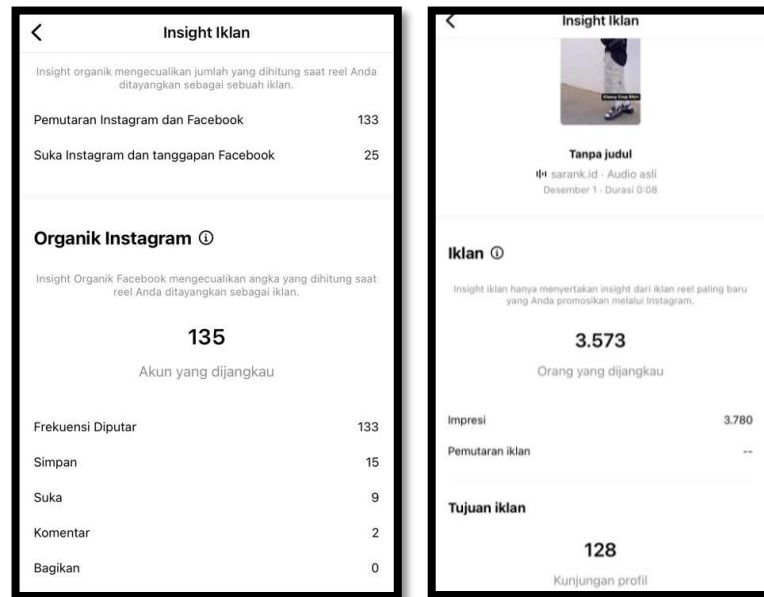 Insight Iklan
Insight organik mengecualikan jumlah yang dihitung saat reel Anda
ditayangkan sebagai sebuah iklan.
Pemutaran Instagram dan Facebook 133
Suka Instagram dan tanggapan Facebook 25
Organik Instagram
Insight Organik Facebook mengecualikan angka yang dihitung saat
reel Anda ditayangkan sebagai iklan.
135
Akun yang dijangkau
Frekuensi Diputar 133
Simpan 15
Suka 9
Komentar 2
Bagikan 0
Insight Iklan
Tanpa judul
sarank.id · Audio asli
Desember 1 · Durasi 0:08
Iklan
Insight iklan hanya menyertakan insight dari iklan reel paling baru
yang Anda promosikan melalui Instagram.
3.573
Orang yang dijangkau
Impresi 3.780
Pemutaran iklan --
Tujuan iklan
128
Kunjungan profil